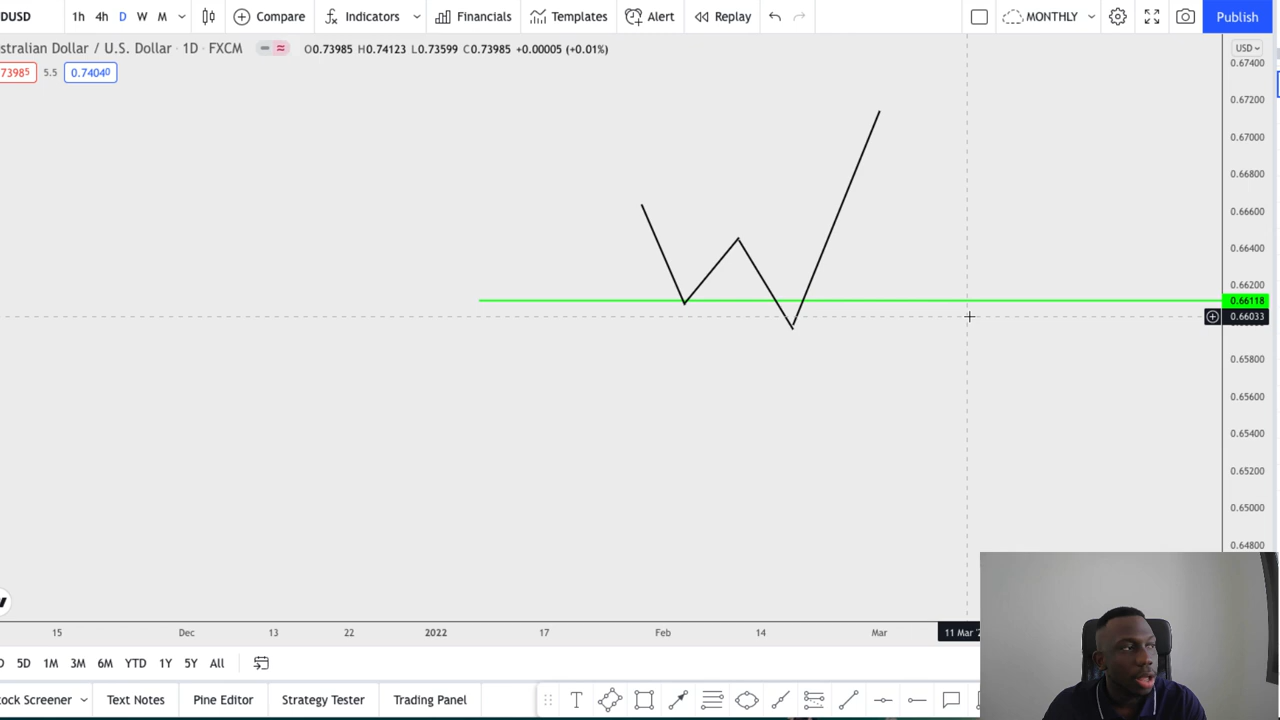 DUSD 1h 4h D W M Compare Indicators Financials Templates Alert Replay MONTHLY Publish
stralian Dollar / U.S. Dollar · 1D · FXCM O0.73985 H0.74123 L0.73599 C0.73985 +0.00005 (+0.01%) USD
73985 5.5 0.74040
0.67400
0.67200
0.67000
0.66800
0.66600
0.66400
0.66200
0.66118
0.66033
0.65800
0.65600
0.65400
0.65200
0.65000
0.64800
15 Dec 13 22 2022 17 Feb 14 Mar 11 Mar '2
D 5D 1M 3M 6M YTD 1Y 5Y All
tock Screener Text Notes Pine Editor Strategy Tester Trading Panel T